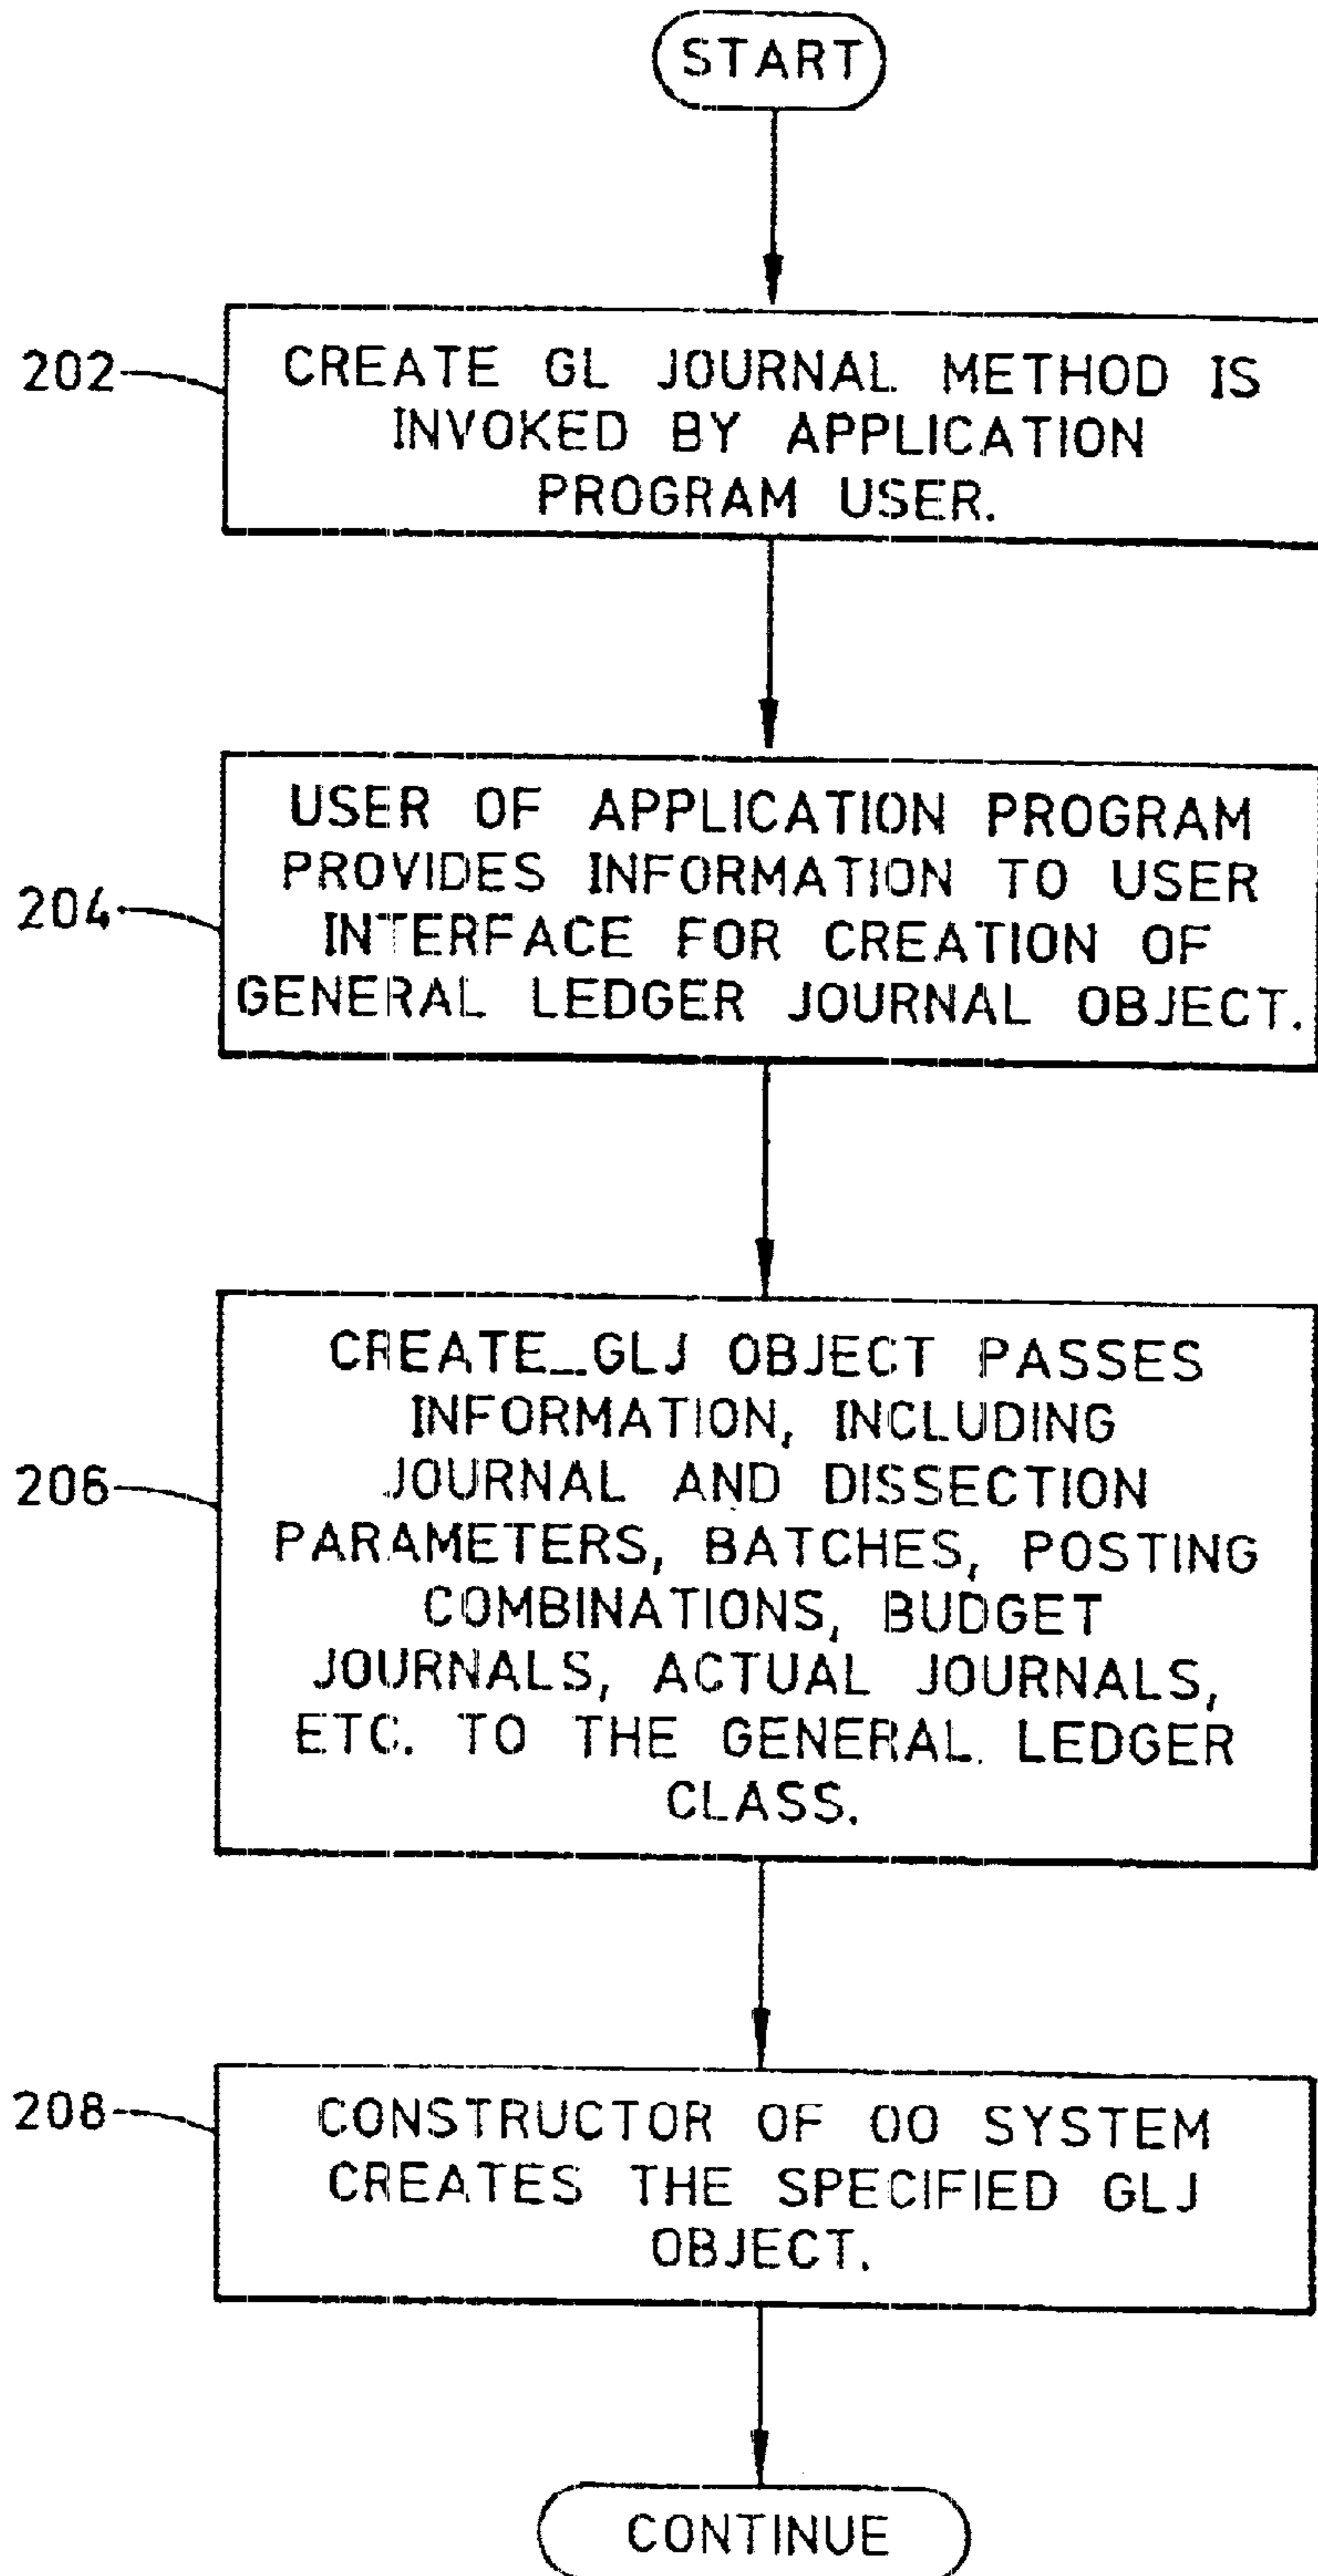 START
202
CREATE GL JOURNAL METHOD IS
INVOKED BY APPLICATION
PROGRAM USER.
204
USER OF APPLICATION PROGRAM
PROVIDES INFORMATION TO USER
INTERFACE FOR CREATION OF
GENERAL LEDGER JOURNAL OBJECT.
206
CREATE_GLJ OBJECT PASSES
INFORMATION, INCLUDING
JOURNAL AND DISSECTION
PARAMETERS, BATCHES, POSTING
COMBINATIONS, BUDGET
JOURNALS, ACTUAL JOURNALS,
ETC. TO THE GENERAL LEDGER
CLASS.
208
CONSTRUCTOR OF OO SYSTEM
CREATES THE SPECIFIED GLJ
OBJECT.
CONTINUE